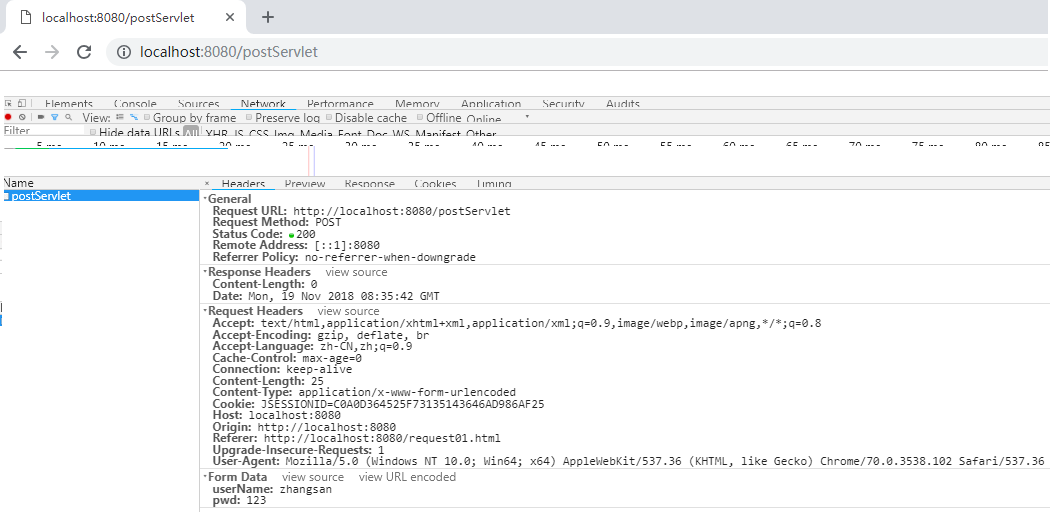 localhost:8080/postServlet
localhost:8080/postServlet
Elements Console Sources Network Performance Memory Application Security Audits
View: Group by frame Preserve log Disable cache Offline Online
Filter Hide data URLs All XHR JS CSS Img Media Font Doc WS Manifest Other
5 ms 10 ms 15 ms 20 ms 25 ms 30 ms 35 ms 40 ms 45 ms 50 ms 55 ms 60 ms 65 ms 70 ms 75 ms 80 ms 85
Name × Headers Preview Response Cookies Timing
postServlet
General
Request URL: http://localhost:8080/postServlet
Request Method: POST
Status Code: 200
Remote Address: [::1]:8080
Referrer Policy: no-referrer-when-downgrade
Response Headers view source
Content-Length: 0
Date: Mon, 19 Nov 2018 08:35:42 GMT
Request Headers view source
Accept: text/html,application/xhtml+xml,application/xml;q=0.9,image/webp,image/apng,*/*;q=0.8
Accept-Encoding: gzip, deflate, br
Accept-Language: zh-CN,zh;q=0.9
Cache-Control: max-age=0
Connection: keep-alive
Content-Length: 25
Content-Type: application/x-www-form-urlencoded
Cookie: JSESSIONID=C0A0D364525F73135143646AD986AF25
Host: localhost:8080
Origin: http://localhost:8080
Referer: http://localhost:8080/request01.html
Upgrade-Insecure-Requests: 1
User-Agent: Mozilla/5.0 (Windows NT 10.0; Win64; x64) AppleWebKit/537.36 (KHTML, like Gecko) Chrome/70.0.3538.102 Safari/537.36
Form Data view source view URL encoded
userName: zhangsan
pwd: 123